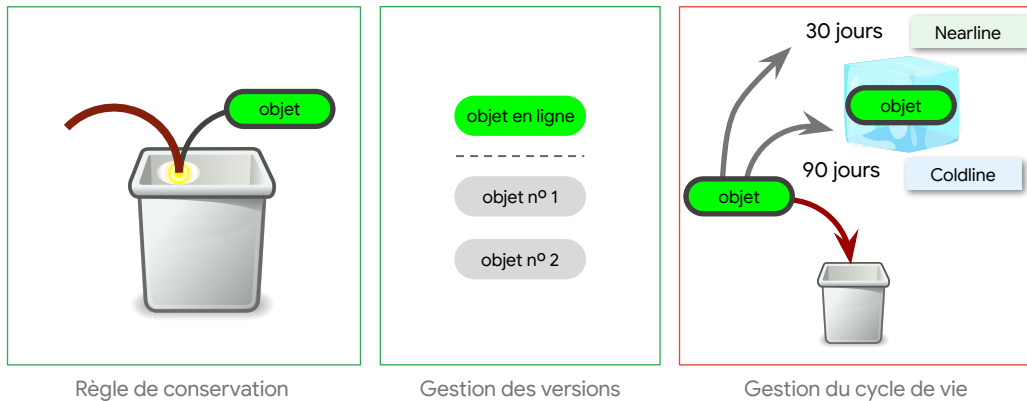 objet
Règle de conservation
objet en ligne
objet nº 1
objet nº 2
Gestion des versions
30 jours
Nearline
objet
90 jours
Coldline
objet
Gestion du cycle de vie